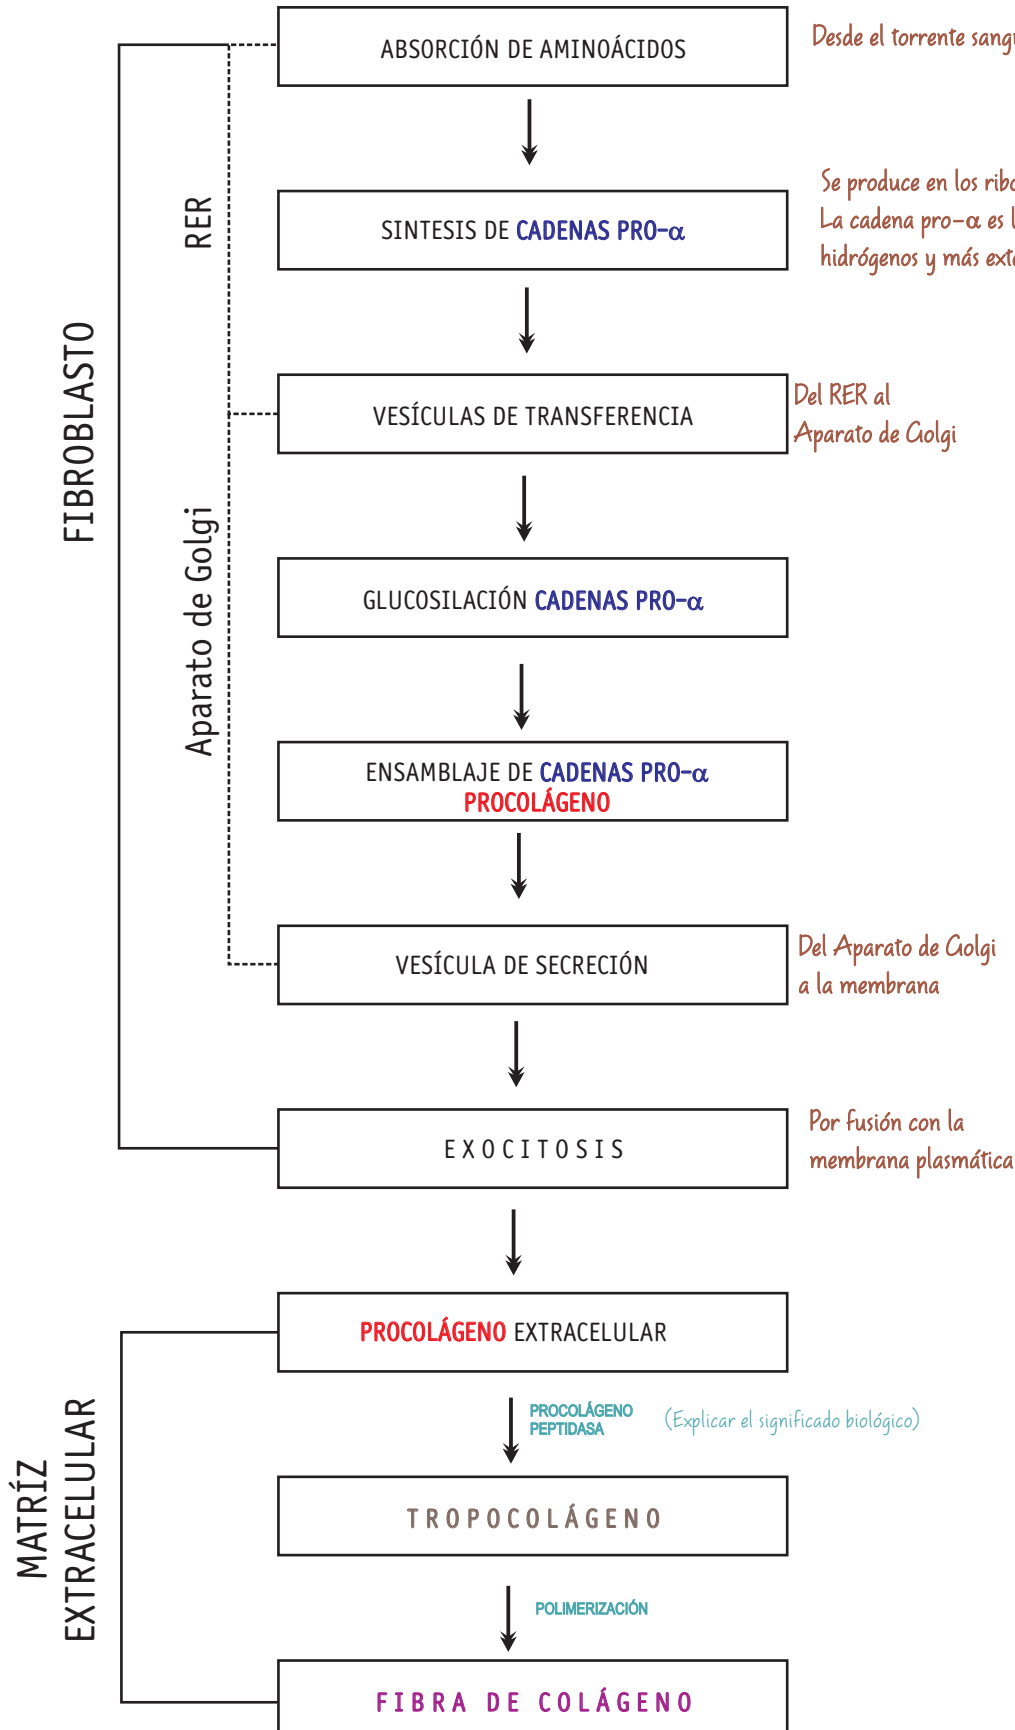 ABSORCIÓN DE AMINOÁCIDOS
Desde el torrente
RER
SINTESIS DE CADENAS PRO-α
Se produce en los
La cadena pro-α es
hidrógenos y más
FIBROBLASTO
VESÍCULAS DE TRANSFERENCIA
Del RER al
Aparato de Golgi
Aparato de Golgi
GLUCOSILACIÓN CADENAS PRO-α
ENSAMBLAJE DE CADENAS PRO-α
PROCOLÁGENO
VESÍCULA DE SECRECIÓN
Del Aparato de Golgi
a la membrana
EXOCITOSIS
Por fusión con la
membrana plasmática
PROCOLÁGENO EXTRACELULAR
MATRÍZ
EXTRACELULAR
PROCOLÁGENO
PEPTIDASA
(Explicar el significado biológico)
TROPOCOLÁGENO
POLIMERIZACIÓN
FIBRA DE COLÁGENO